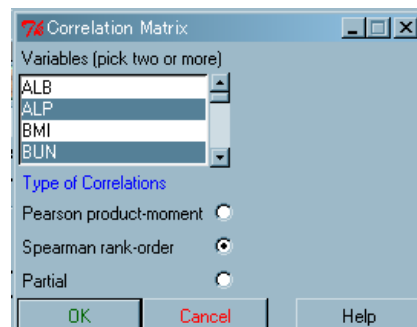 Correlation Matrix
Variables (pick two or more)
ALB
ALP
BMI
BUN
Type of Correlations
Pearson product-moment
Spearman rank-order
Partial
OK Cancel Help